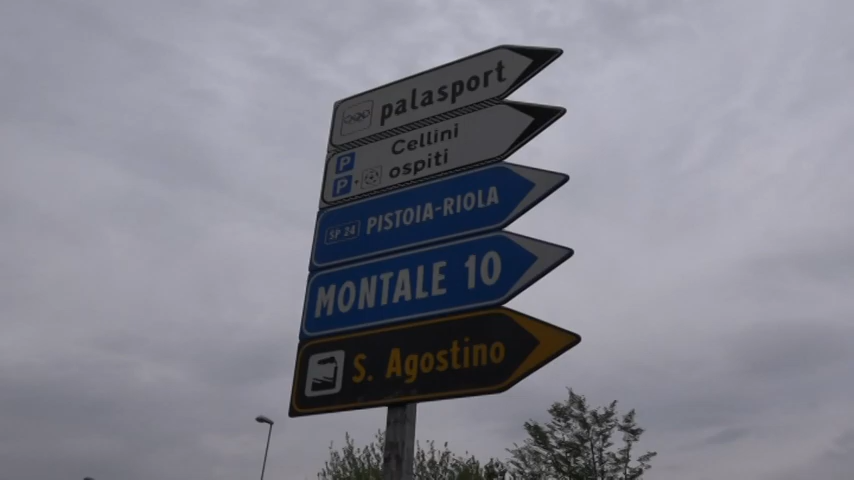 palasport
P Cellini
P ospiti
SP 24 PISTOIA-RIOLA
MONTALE 10
S. Agostino